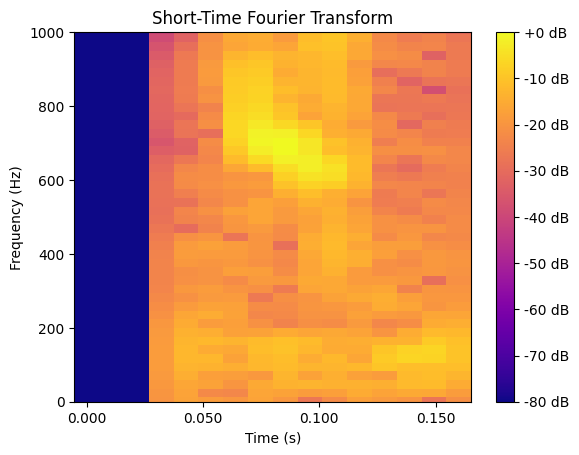 Short-Time Fourier Transform
1000
800
600
400
200
0
Frequency (Hz)
0.000
0.050
0.100
0.150
Time (s)
+0 dB
-10 dB
-20 dB
-30 dB
-40 dB
-50 dB
-60 dB
-70 dB
-80 dB